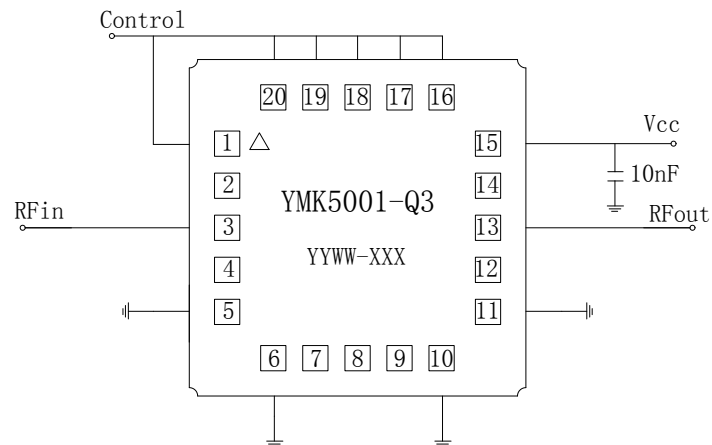 Control
20 19 18 17 16
1 15 Vcc
2 14 10nF
YMK5001-Q3
RFin 3 13 RFout
YYWW-XXX
4 12
5 11
6 7 8 9 10